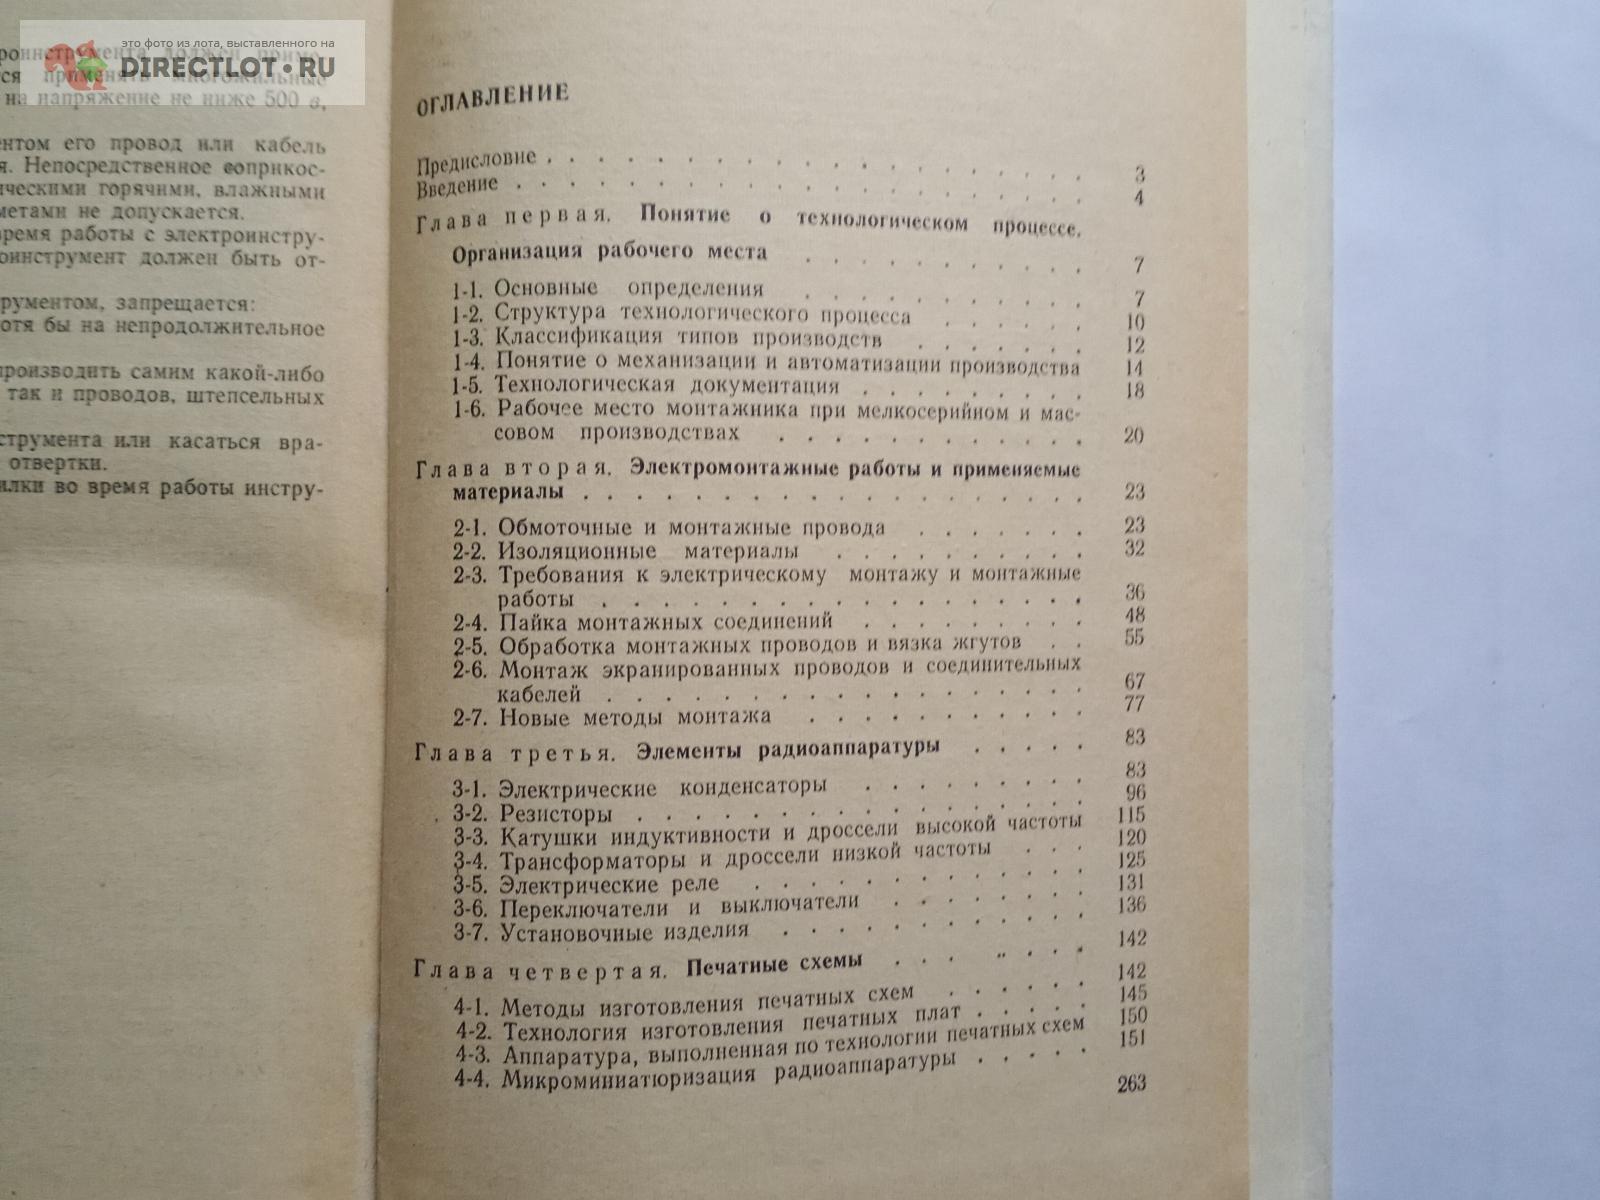 это фото из лота, выставленного на
DIRECTLOT.RU
роинструмента должен приме-
тся применять многожильные
на напряжение не ниже 500 в,
ентом его провод или кабель
я. Непосредственное соприкос-
ическими горячими, влажными
метами не допускается.
время работы с электроинстру-
оинструмент должен быть от-
рументом, запрещается:
отя бы на непродолжительное
производить самим какой-либо
так и проводов, штепсельных
струмента или касаться вра-
отвертки.
илки во время работы инстру-
ОГЛАВЛЕНИЕ
Предисловие . . . . . . . . . . . . . . . 3
Введение . . . . . . . . . . . . . . . 4
Глава первая. Понятие о технологическом процессе.
Организация рабочего места . . . . . . . . . . . 7
1-1. Основные определения . . . . . . . . . . . 7
1-2. Структура технологического процесса . . . . . . 10
1-3. Классификация типов производств . . . . . . 12
1-4. Понятие о механизации и автоматизации производства 14
1-5. Технологическая документация . . . . . . . . 18
1-6. Рабочее место монтажника при мелкосерийном и мас-
совом производствах . . . . . . . . . . . 20
Глава вторая. Электромонтажные работы и применяемые
материалы . . . . . . . . . . . . . . . . . . 23
2-1. Обмоточные и монтажные провода . . . . . . 23
2-2. Изоляционные материалы . . . . . . . . . 32
2-3. Требования к электрическому монтажу и монтажные
работы . . . . . . . . . . . . . . . . . 36
2-4. Пайка монтажных соединений . . . . . . . . 48
2-5. Обработка монтажных проводов и вязка жгутов . . 55
2-6. Монтаж экранированных проводов и соединительных
кабелей . . . . . . . . . . . . . . . . . 67
2-7. Новые методы монтажа . . . . . . . . . . 77
Глава третья. Элементы радиоаппаратуры . . . . . 83
3-1. Электрические конденсаторы . . . . . . . . 83
3-2. Резисторы . . . . . . . . . . . . . . . . 96
3-3. Катушки индуктивности и дроссели высокой частоты 115
3-4. Трансформаторы и дроссели низкой частоты . . . 120
3-5. Электрические реле . . . . . . . . . . . . 125
3-6. Переключатели и выключатели . . . . . . . 131
3-7. Установочные изделия . . . . . . . . . . . 136
Глава четвертая. Печатные схемы . . . . . . . 142
4-1. Методы изготовления печатных схем . . . . . . 142
4-2. Технология изготовления печатных плат . . . . . 145
4-3. Аппаратура, выполненная по технологии печатных схем 150
4-4. Микроминиатюризация радиоаппаратуры . . . . . 151
263